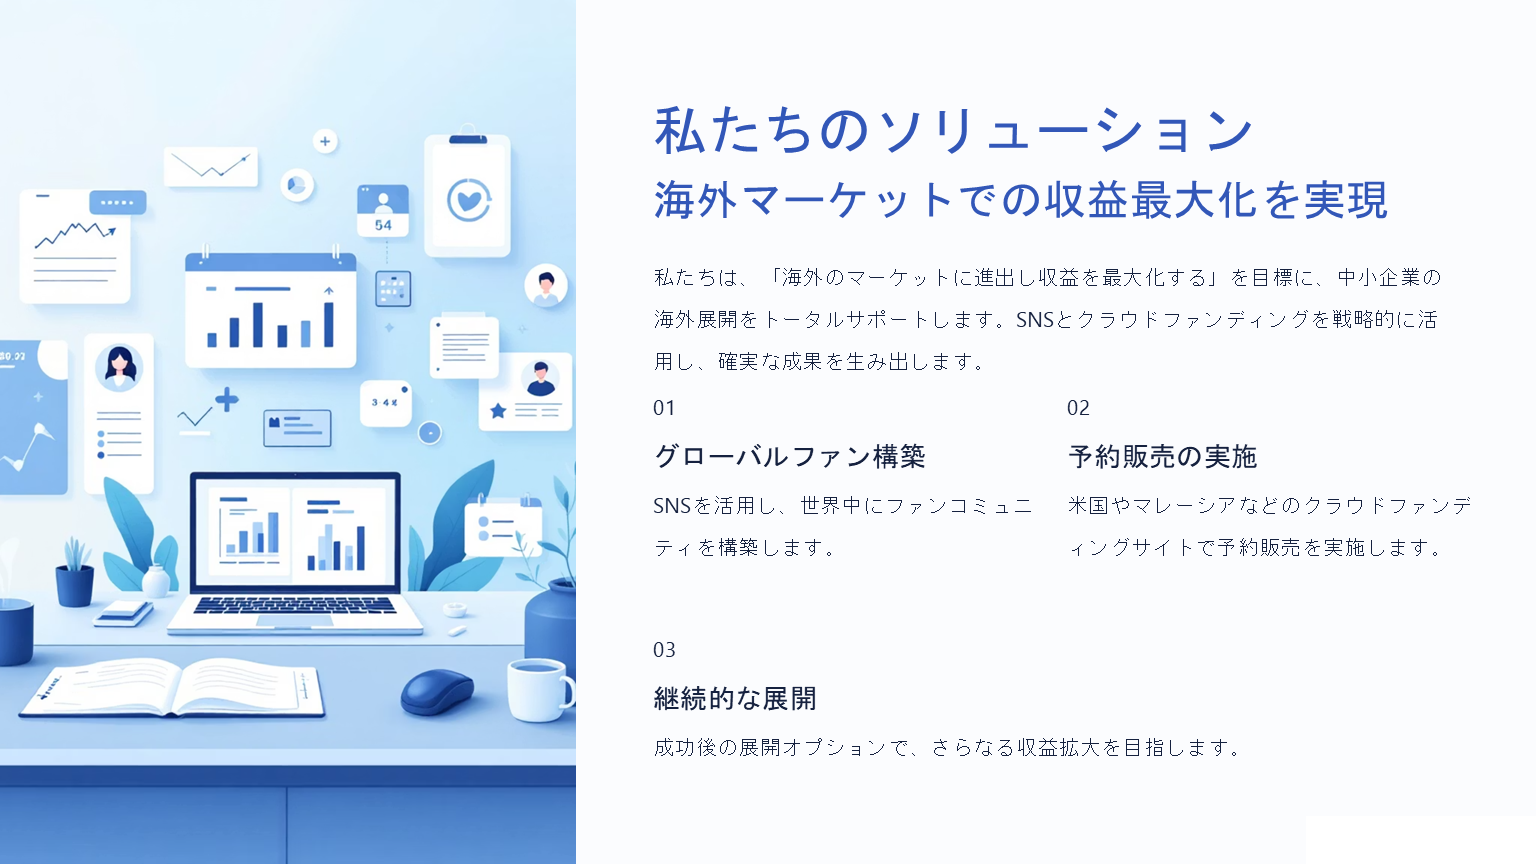 私たちのソリューション
海外マーケットでの収益最大化を実現
私たちは、「海外のマーケットに進出し収益を最大化する」を目標に、中小企業の
海外展開をトータルサポートします。SNSとクラウドファンディングを戦略的に活
用し、確実な成果を生み出します。
01
グローバルファン構築
SNSを活用し、世界中にファンコミュニ
ティを構築します。
02
予約販売の実施
米国やマレーシアなどのクラウドファンデ
ィングサイトで予約販売を実施します。
03
継続的な展開
成功後の展開オプションで、さらなる収益拡大を目指します。
54